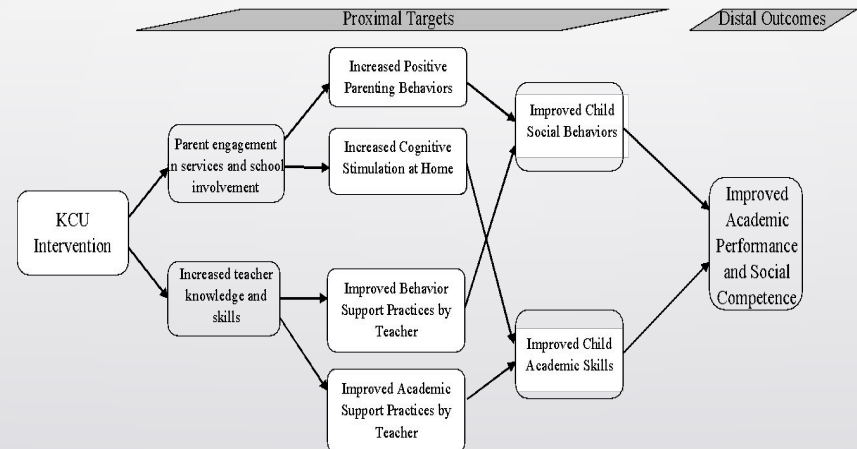 Proximal Targets
Distal Outcomes
Increased Positive
Parenting Behaviors
Improved Child
Social Behaviors
Parent engagement
in services and school
involvement
Increased Cognitive
Stimulation at Home
KCU
Intervention
Improved
Academic
Performance
and Social
Competence
Increased teacher
knowledge and
skills
Improved Behavior
Support Practices by
Teacher
Improved Child
Academic Skills
Improved Academic
Support Practices by
Teacher